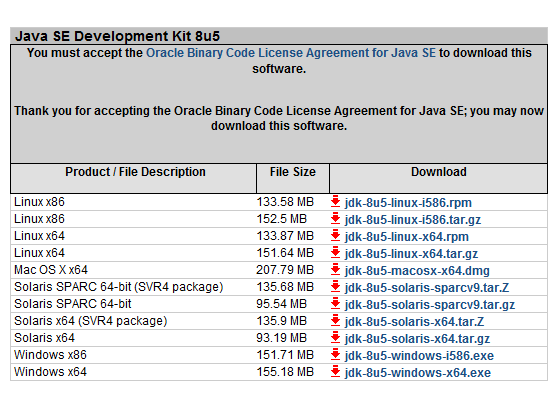 Java SE Development Kit 8u5
You must accept the Oracle Binary Code License Agreement for Java SE to download this
software.
Thank you for accepting the Oracle Binary Code License Agreement for Java SE; you may now
download this software.
Product / File Description File Size Download
Linux x86 133.58 MB jdk-8u5-linux-i586.rpm
Linux x86 152.5 MB jdk-8u5-linux-i586.tar.gz
Linux x64 133.87 MB jdk-8u5-linux-x64.rpm
Linux x64 151.64 MB jdk-8u5-linux-x64.tar.gz
Mac OS X x64 207.79 MB jdk-8u5-macosx-x64.dmg
Solaris SPARC 64-bit (SVR4 package) 135.68 MB jdk-8u5-solaris-sparcv9.tar.Z
Solaris SPARC 64-bit 95.54 MB jdk-8u5-solaris-sparcv9.tar.gz
Solaris x64 (SVR4 package) 135.9 MB jdk-8u5-solaris-x64.tar.Z
Solaris x64 93.19 MB jdk-8u5-solaris-x64.tar.gz
Windows x86 151.71 MB jdk-8u5-windows-i586.exe
Windows x64 155.18 MB jdk-8u5-windows-x64.exe